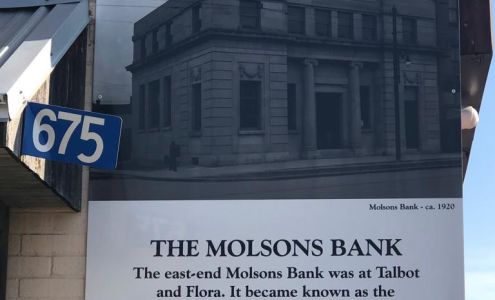 675
Molsons Bank - ca. 1920
THE MOLSONS BANK
The east-end Molsons Bank was at Talbot
and Flora. It became known as the